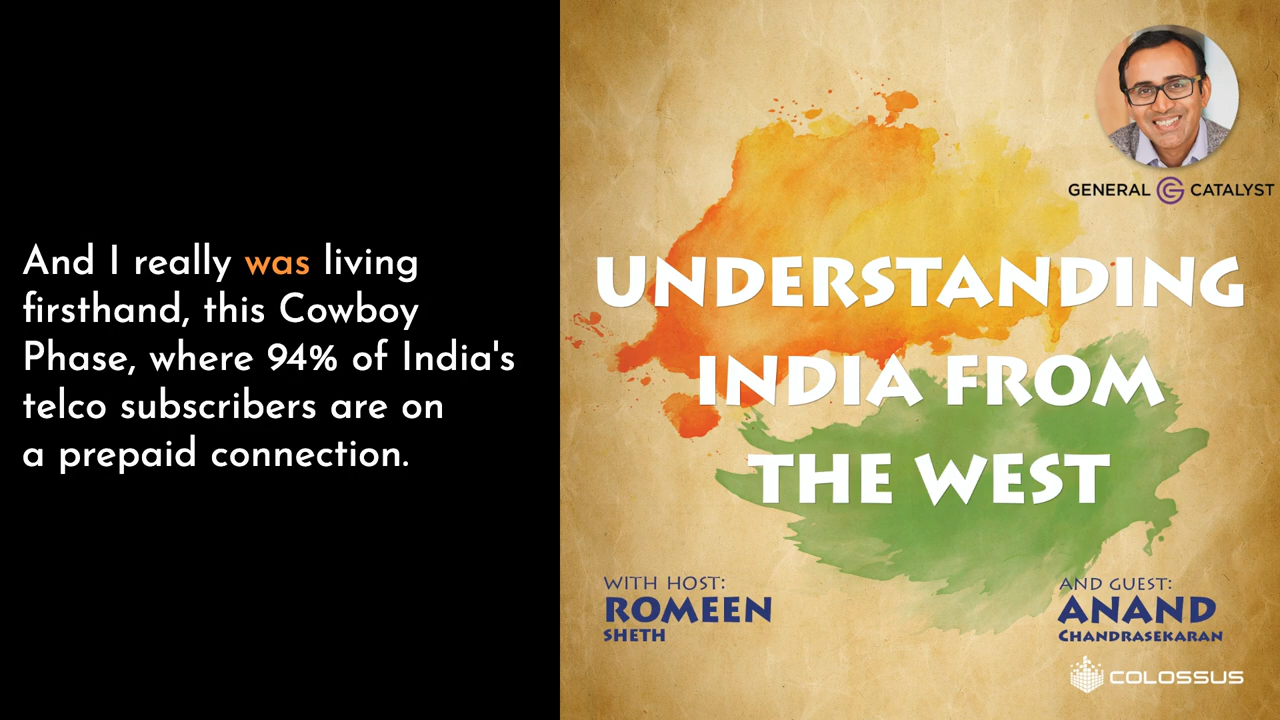 And I really was living
firsthand, this Cowboy
Phase, where 94% of India's
telco subscribers are on
a prepaid connection.
GENERAL CATALYST
UNDERSTANDING
INDIA FROM
THE WEST
WITH HOST:
ROMEEN
SHETH
AND GUEST:
ANAND
CHANDRASEKARAN
COLOSSUS